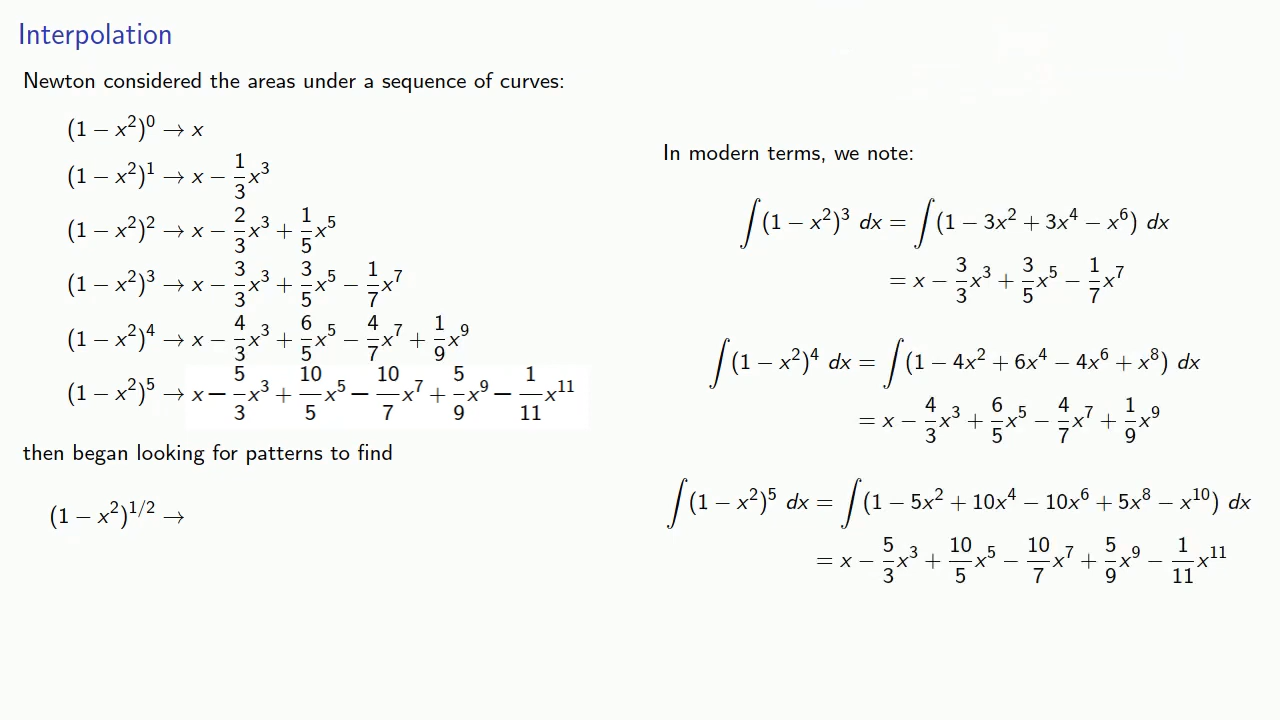 Interpolation
Newton considered the areas under a sequence of curves:
(1 − x²)⁰ → x
(1 − x²)¹ → x − 1/3 x³
(1 − x²)² → x − 2/3 x³ + 1/5 x⁵
(1 − x²)³ → x − 3/3 x³ + 3/5 x⁵ − 1/7 x⁷
(1 − x²)⁴ → x − 4/3 x³ + 6/5 x⁵ − 4/7 x⁷ + 1/9 x⁹
(1 − x²)⁵ → x − 5/3 x³ + 10/5 x⁵ − 10/7 x⁷ + 5/9 x⁹ − 1/11 x¹¹
then began looking for patterns to find
(1 − x²)^{1/2} →
In modern terms, we note:
∫(1 − x²)³ dx = ∫(1 − 3x² + 3x⁴ − x⁶) dx
= x − 3/3 x³ + 3/5 x⁵ − 1/7 x⁷
∫(1 − x²)⁴ dx = ∫(1 − 4x² + 6x⁴ − 4x⁶ + x⁸) dx
= x − 4/3 x³ + 6/5 x⁵ − 4/7 x⁷ + 1/9 x⁹
∫(1 − x²)⁵ dx = ∫(1 − 5x² + 10x⁴ − 10x⁶ + 5x⁸ − x¹⁰) dx
= x − 5/3 x³ + 10/5 x⁵ − 10/7 x⁷ + 5/9 x⁹ − 1/11 x¹¹